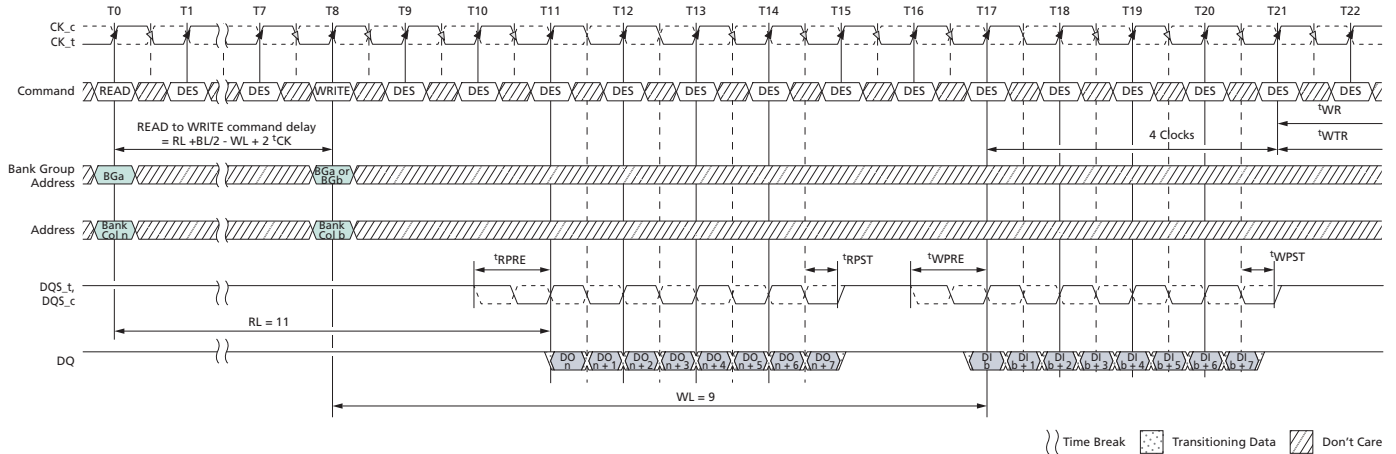 T0 T1 T7 T8 T9 T10 T11 T12 T13 T14 T15 T16 T17 T18 T19 T20 T21 T22
CK_c
CK_t
Command READ DES DES WRITE DES DES DES DES DES DES DES DES DES DES DES DES DES DES
tWR
READ to WRITE command delay
= RL +BL/2 - WL + 2 tCK
4 Clocks
tWTR
Bank Group
Address
BGa
BGa or
BGb
Address
Bank
Col n
Bank
Col b
tRPRE tRPST tWPRE tWPST
DQS_t,
DQS_c
RL = 11
DQ
DO
n
DO
n + 1
DO
n + 2
DO
n + 3
DO
n + 4
DO
n + 5
DO
n + 6
DO
n + 7
DI
b
DI
b + 1
DI
b + 2
DI
b + 3
DI
b + 4
DI
b + 5
DI
b + 6
DI
b + 7
WL = 9
Time Break Transitioning Data Don't Care